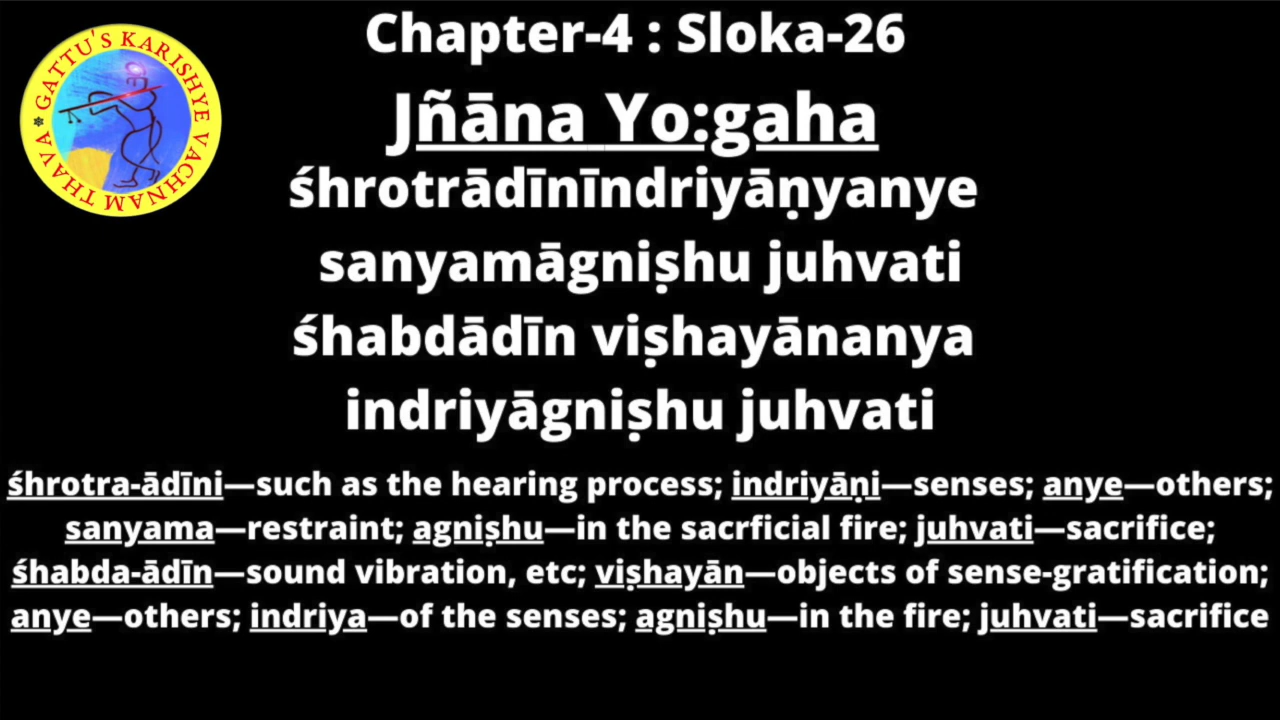 GATTU'S KARISHYE VACHNAM THAVA
Chapter-4 : Sloka-26
Jñāna Yo:gaha
śhrotrādīnīndriyāṇyanye
sanyamāgniṣhu juhvati
śhabdādīn viṣhayānanya
indriyāgniṣhu juhvati
śhrotra-ādīni—such as the hearing process; indriyāṇi—senses; anye—others;
sanyama—restraint; agniṣhu—in the sacrficial fire; juhvati—sacrifice;
śhabda-ādīn—sound vibration, etc; viṣhayān—objects of sense-gratification;
anye—others; indriya—of the senses; agniṣhu—in the fire; juhvati—sacrifice